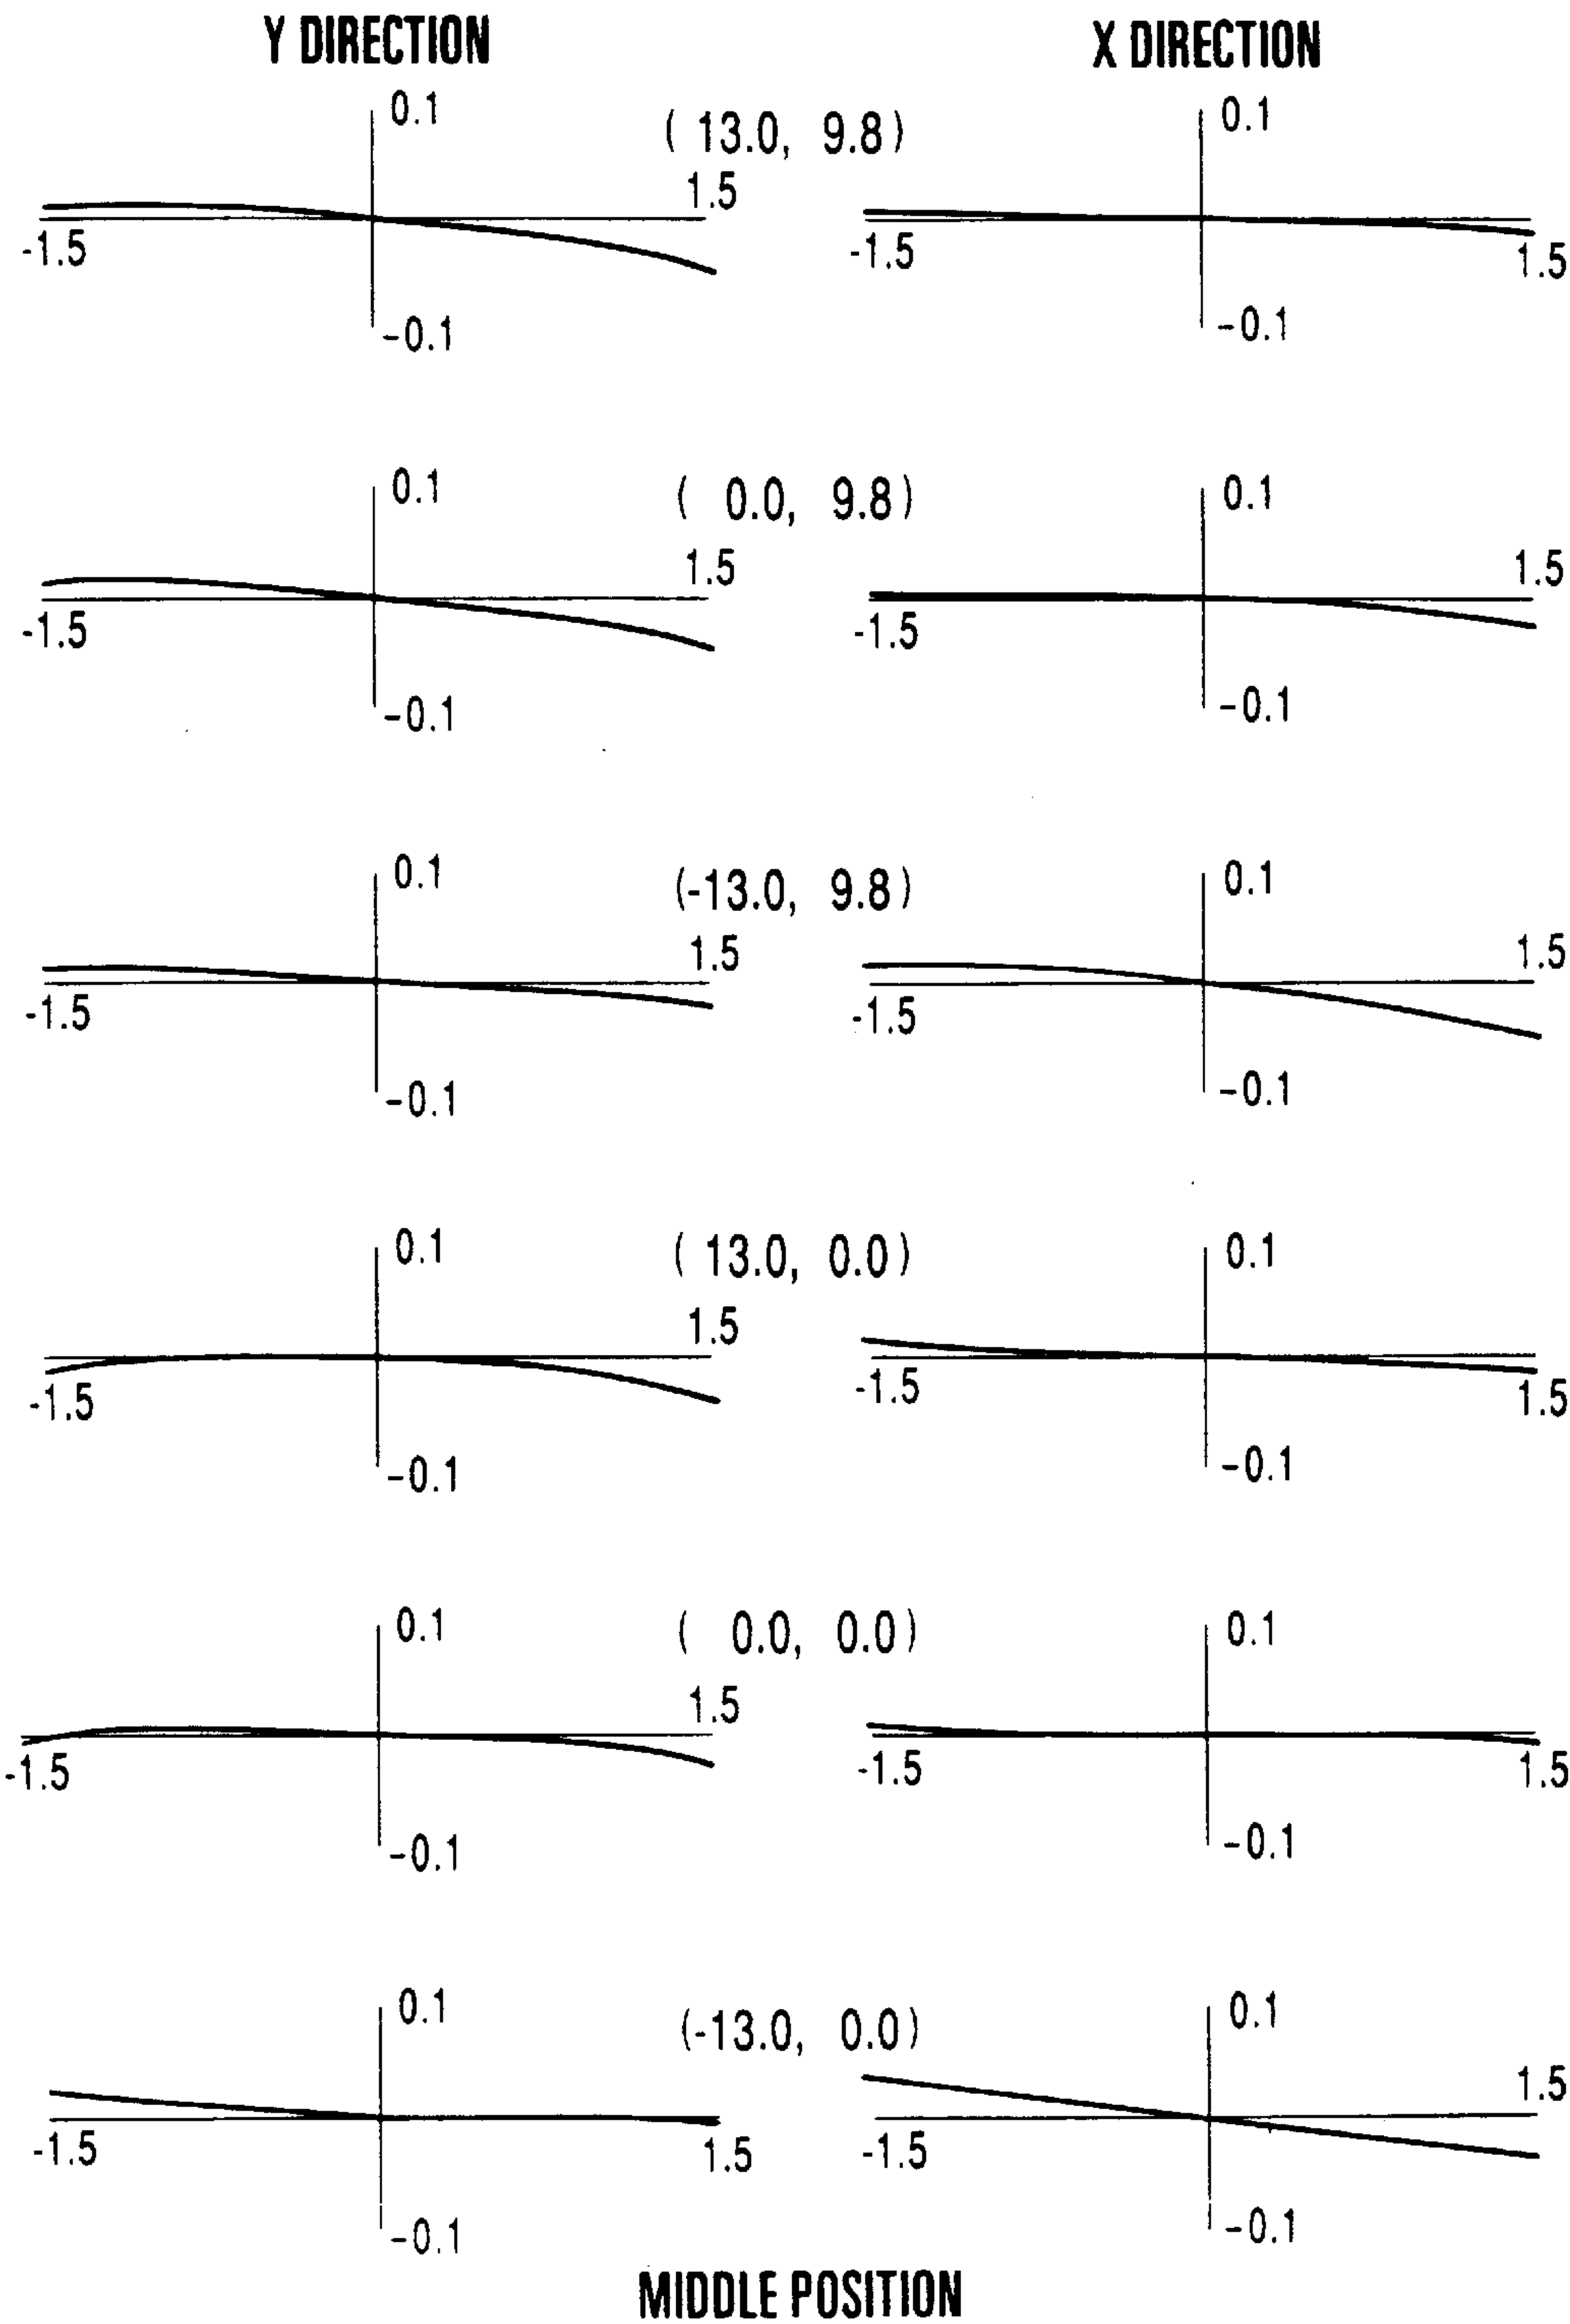 Y DIRECTION X DIRECTION
0.1 ( 13.0, 9.8) 0.1
1.5
-1.5 -1.5 1.5
-0.1 -0.1
0.1 ( 0.0, 9.8) 0.1
1.5 1.5
-1.5 -1.5
-0.1 -0.1
0.1 (-13.0, 9.8) 0.1
1.5 1.5
-1.5 -1.5
-0.1 -0.1
0.1 ( 13.0, 0.0) 0.1
1.5
-1.5 -1.5 1.5
-0.1 -0.1
0.1 ( 0.0, 0.0) 0.1
1.5
-1.5 -1.5 1.5
-0.1 -0.1
0.1 (-13.0, 0.0) 0.1
1.5
-1.5 1.5 -1.5
-0.1 -0.1
MIDDLE POSITION